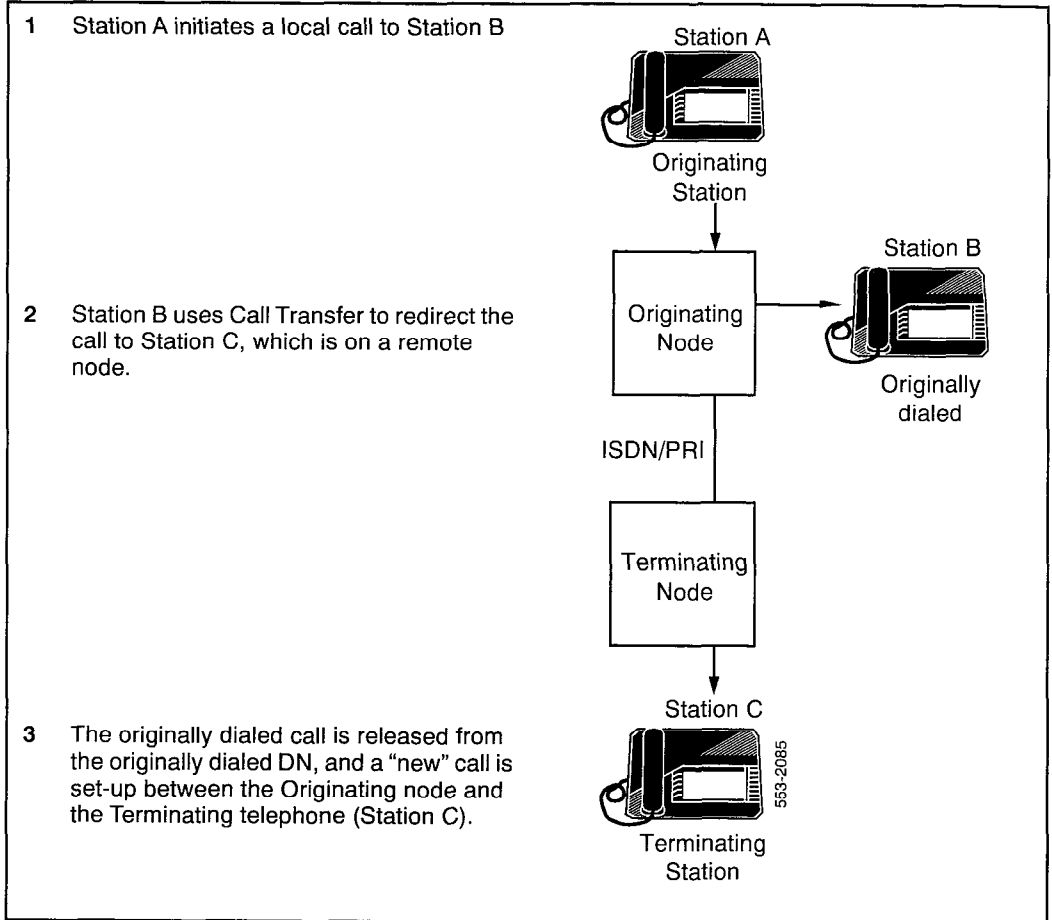 1 Station A initiates a local call to Station B
Station A
Originating
Station
Station B
2 Station B uses Call Transfer to redirect the
call to Station C, which is on a remote
node.
Originating
Node
Originally
dialed
ISDN/PRI
Terminating
Node
Station C
3 The originally dialed call is released from
the originally dialed DN, and a “new” call is
set-up between the Originating node and
the Terminating telephone (Station C).
553-2085
Terminating
Station